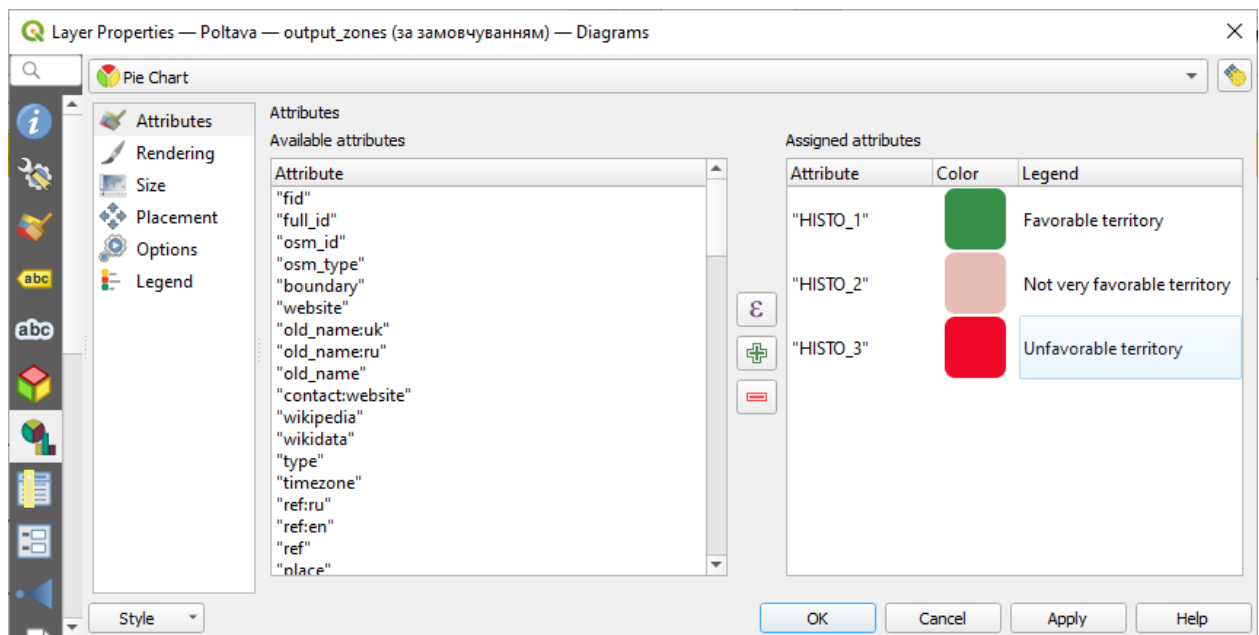 Layer Properties — Poltava — output_zones (за замовчуванням) — Diagrams
Pie Chart
Attributes
Rendering
Size
Placement
Options
Legend
Attributes
Available attributes
Attribute
"fid"
"full_id"
"osm_id"
"osm_type"
"boundary"
"website"
"old_name:uk"
"old_name:ru"
"old_name"
"contact:website"
"wikipedia"
"wikidata"
"type"
"timezone"
"ref:ru"
"ref:en"
"ref"
"place"
Assigned attributes
Attribute Color Legend
"HISTO_1" Favorable territory
"HISTO_2" Not very favorable territory
"HISTO_3" Unfavorable territory
abc
abc
ε
Style
OK Cancel Apply Help